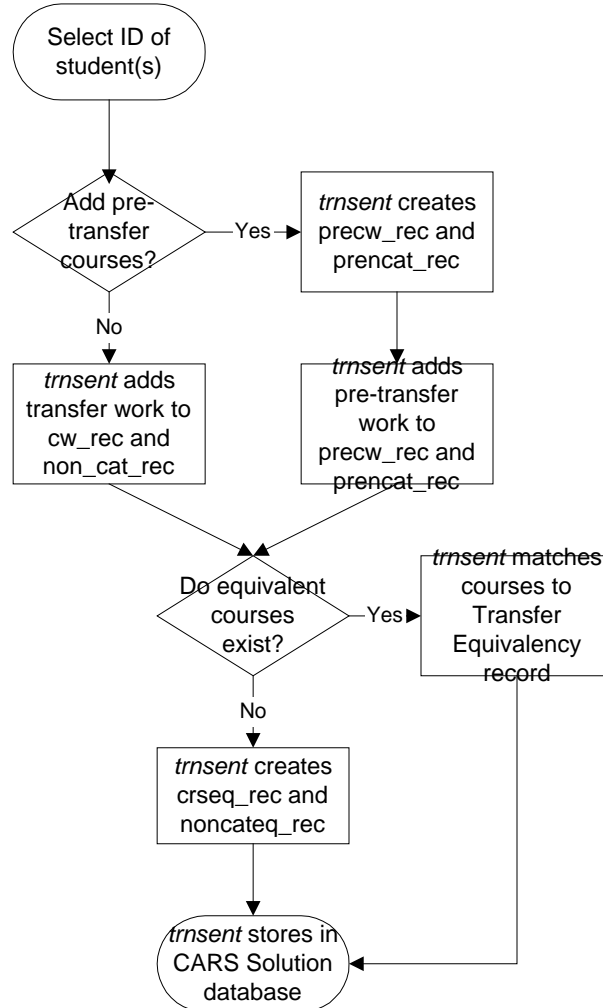 Select ID of
student(s)
Add pre-
transfer
courses?
Yes
trnsent creates
precw_rec and
prencat_rec
No
trnsent adds
transfer work to
cw_rec and
non_cat_rec
trnsent adds
pre-transfer
work to
precw_rec and
prencat_rec
Do equivalent
courses
exist?
Yes
trnsent matches
courses to
Transfer
Equivalency
record
No
trnsent creates
crseq_rec and
noncateq_rec
trnsent stores in
CARS Solution
database